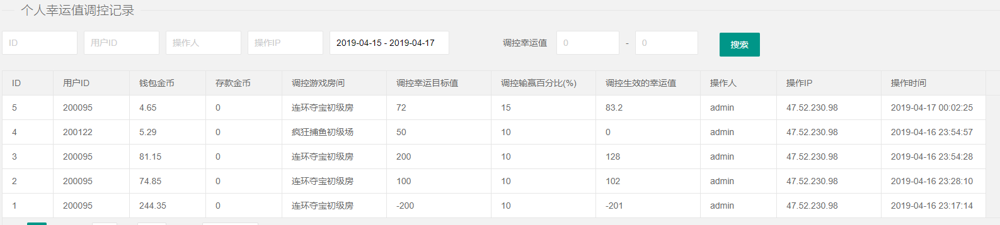 个人幸运值调控记录
ID 用户ID 操作人 操作IP 2019-04-15 - 2019-04-17 调控幸运值 0 - 0 搜索
ID 用户ID 钱包金币 存款金币 调控游戏房间 调控幸运目标值 调控输赢百分比(%) 调控生效的幸运值 操作人 操作IP 操作时间
5 200095 4.65 0 连环夺宝初级房 72 15 83.2 admin 47.52.230.98 2019-04-17 00:02:25
4 200122 5.29 0 疯狂捕鱼初级场 50 10 0 admin 47.52.230.98 2019-04-16 23:54:57
3 200095 81.15 0 连环夺宝初级房 200 10 128 admin 47.52.230.98 2019-04-16 23:54:28
2 200095 74.85 0 连环夺宝初级房 100 10 102 admin 47.52.230.98 2019-04-16 23:28:10
1 200095 244.35 0 连环夺宝初级房 -200 10 -201 admin 47.52.230.98 2019-04-16 23:17:14